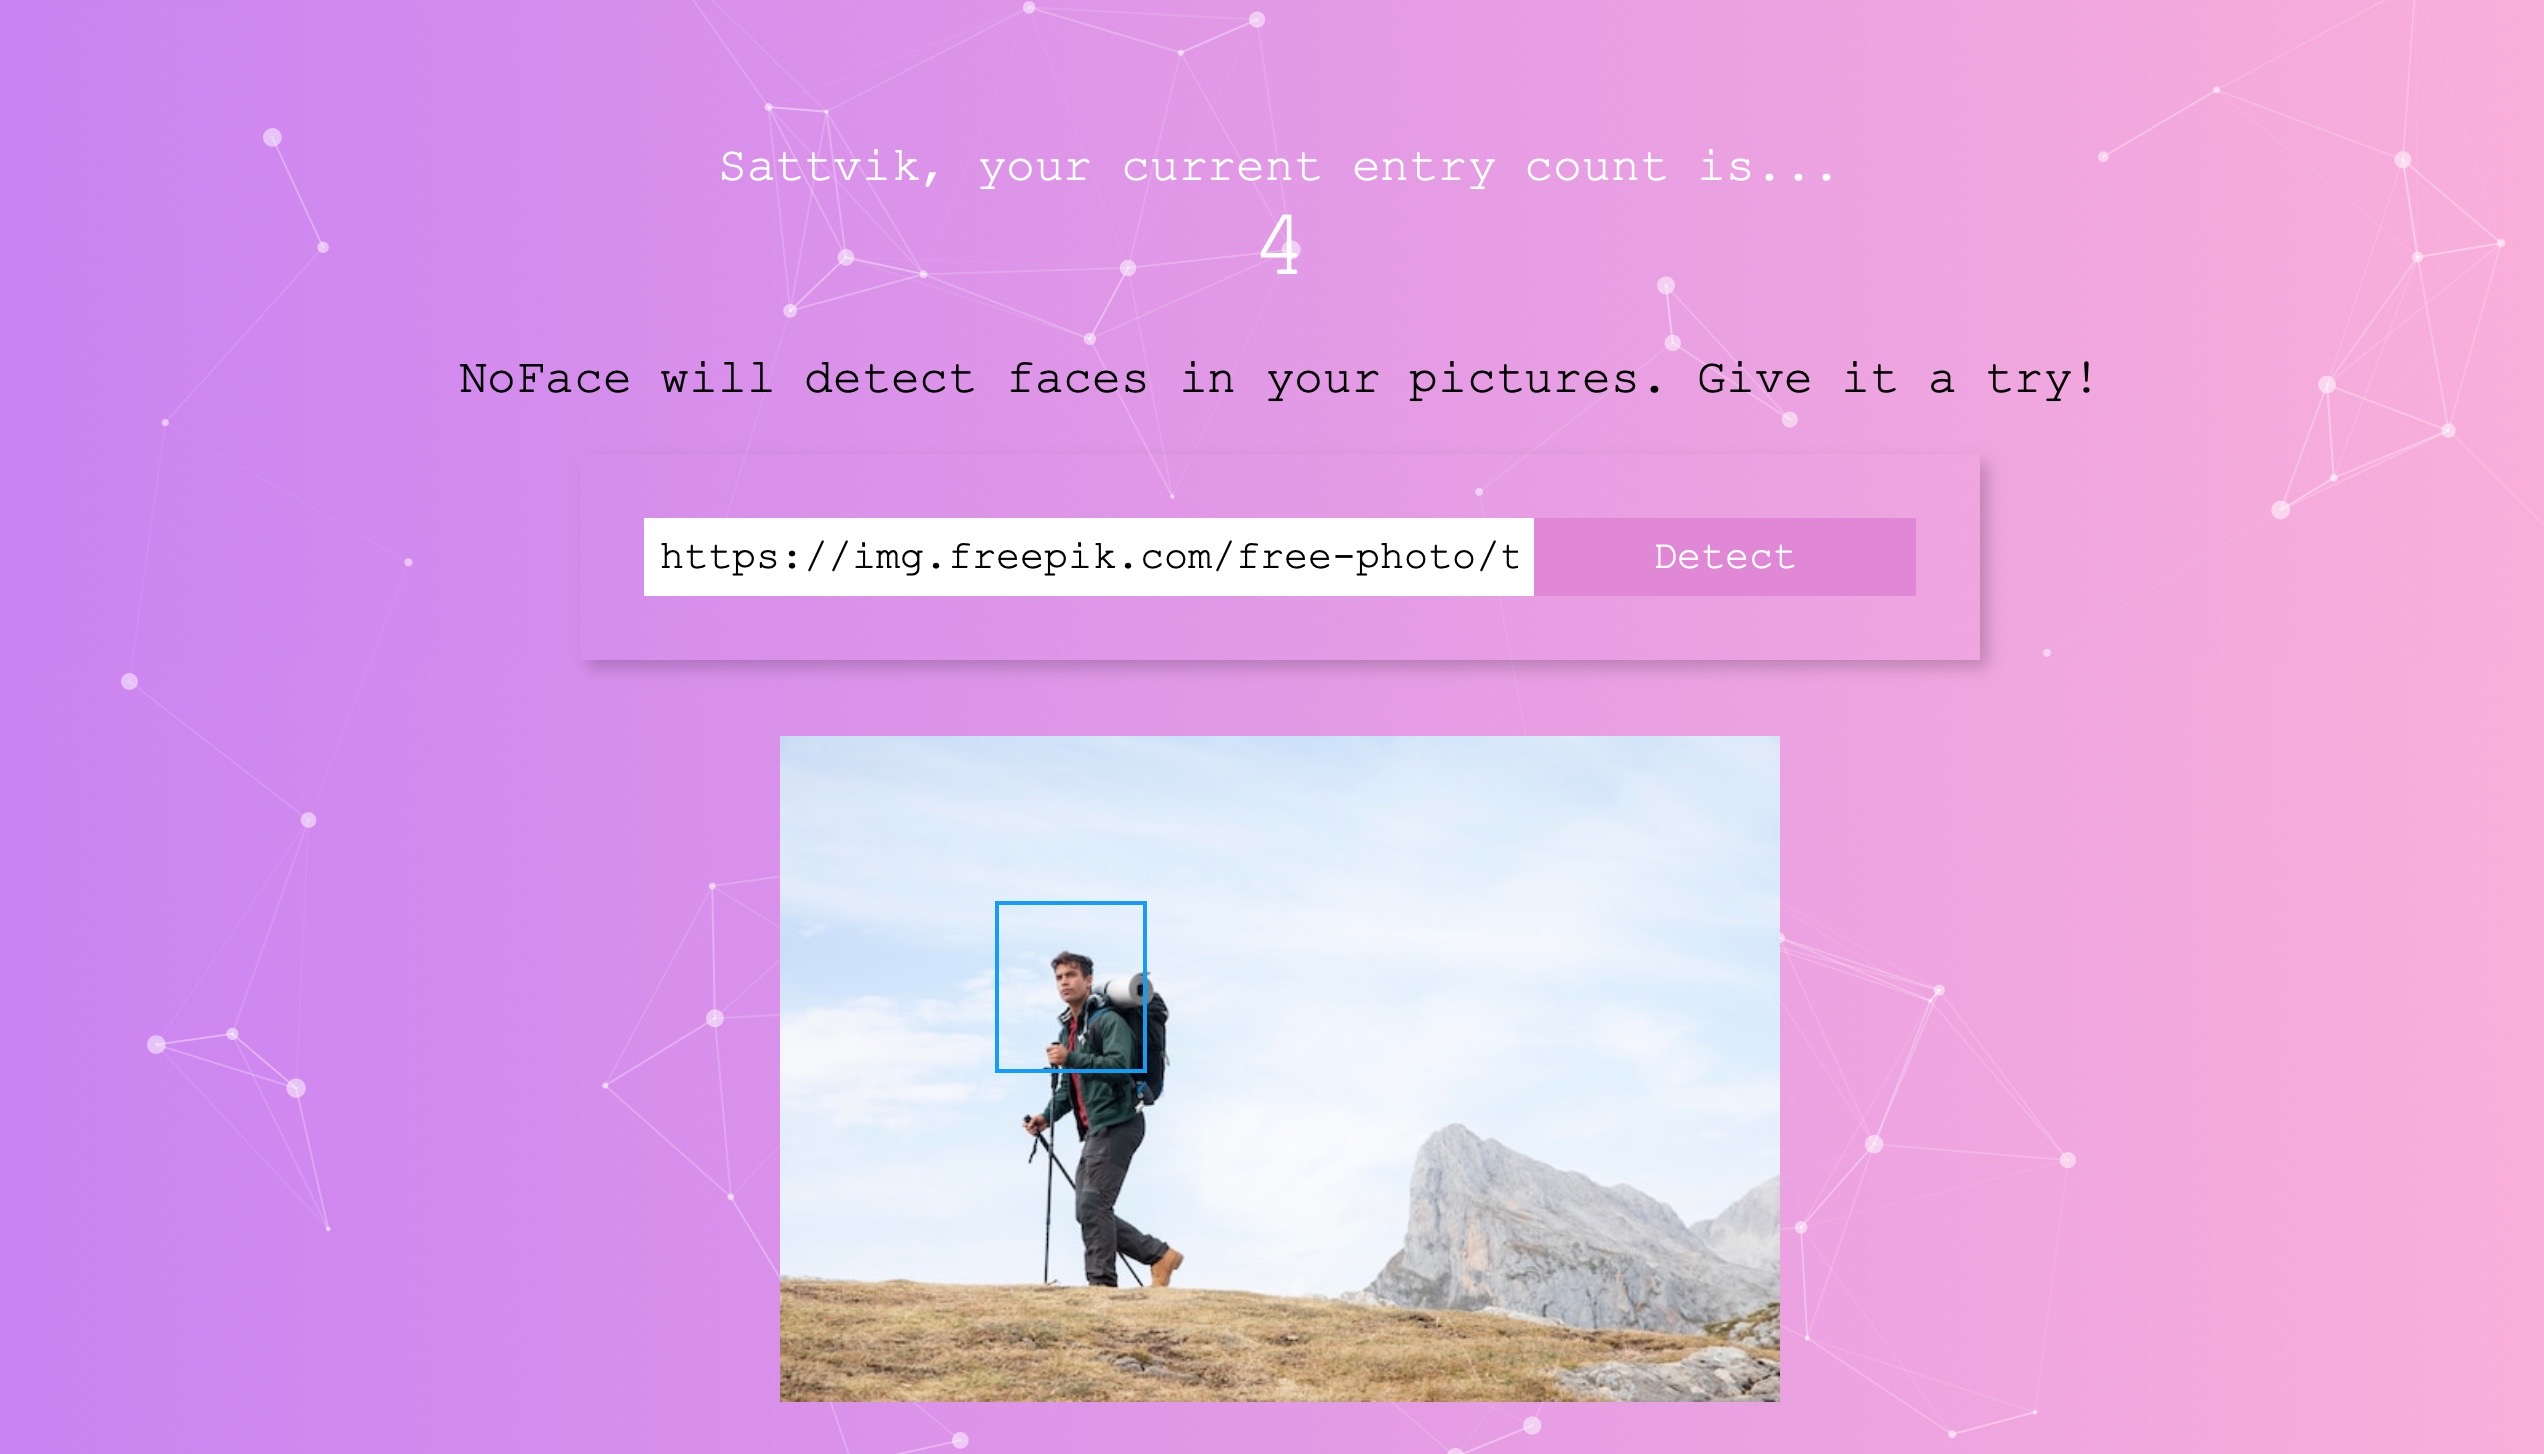 Sattvik, your current entry count is...
4
NoFace will detect faces in your pictures. Give it a try!
https://img.freepik.com/free-photo/t
Detect